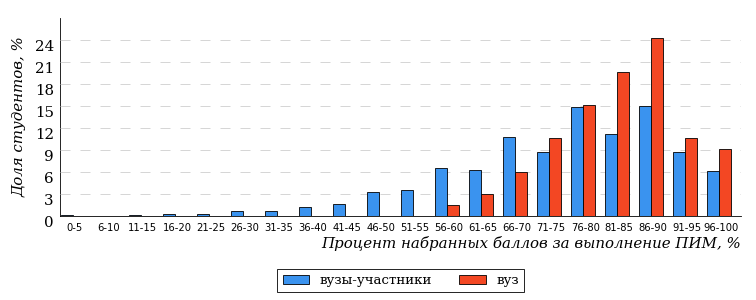 Доля студентов, %
24
21
18
15
12
9
6
3
0
0-5 6-10 11-15 16-20 21-25 26-30 31-35 36-40 41-45 46-50 51-55 56-60 61-65 66-70 71-75 76-80 81-85 86-90 91-95 96-100
Процент набранных баллов за выполнение ПИМ, %
вузы-участники вуз